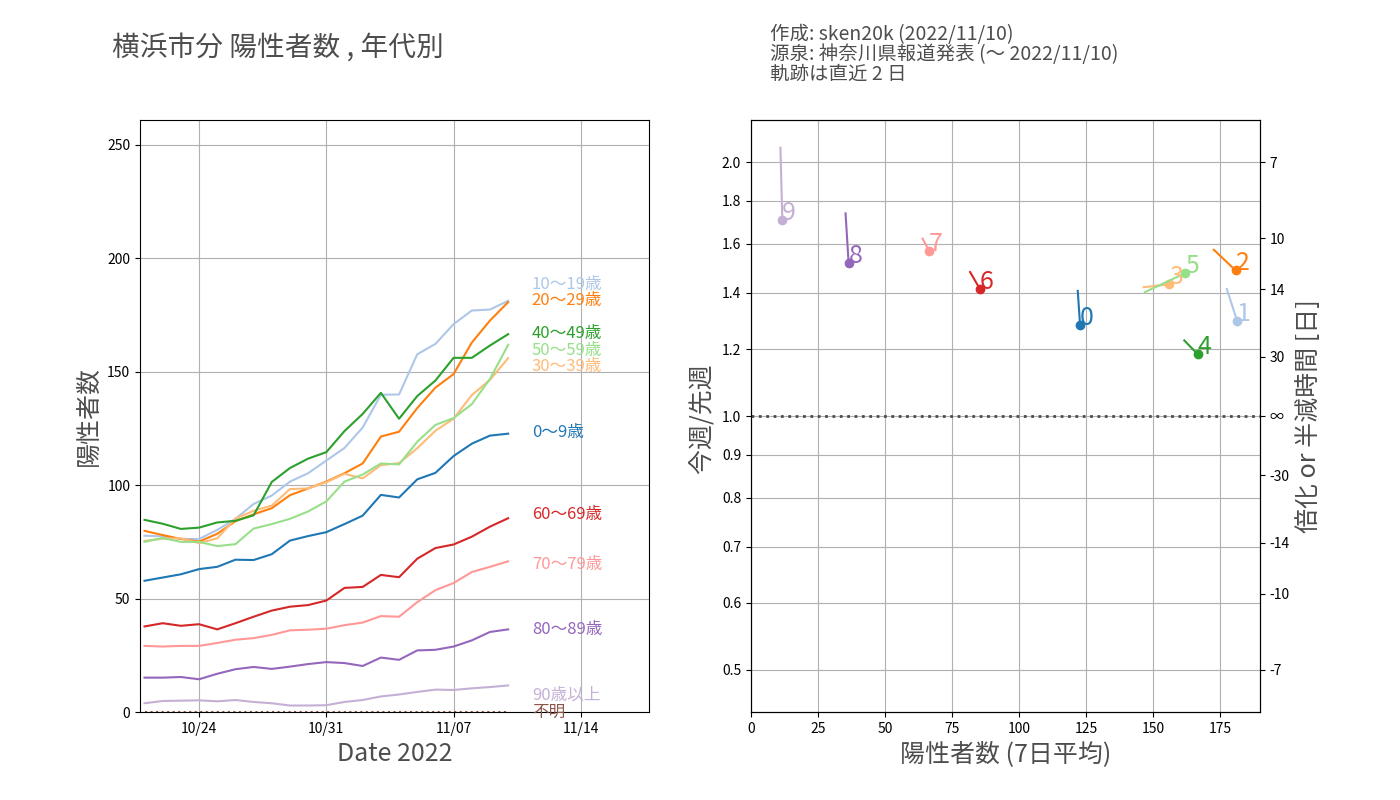 横浜市分 陽性者数 , 年代別
作成: sken20k (2022/11/10)
源泉: 神奈川県報道発表 (〜 2022/11/10)
軌跡は直近 2 日
陽性者数
250
200
150
100
50
0
10/24
10/31
11/07
11/14
Date 2022
10〜19歳
20〜29歳
40〜49歳
50〜59歳
30〜39歳
0〜9歳
60〜69歳
70〜79歳
80〜89歳
90歳以上
不明
今週/先週
2.0
1.8
1.6
1.4
1.2
1.0
0.9
0.8
0.7
0.6
0.5
9
8
7
6
0
3
5
2
1
4
0
25
50
75
100
125
150
175
陽性者数 (7日平均)
7
10
14
30
∞
-30
-14
-10
-7
倍化 or 半減時間 [日]